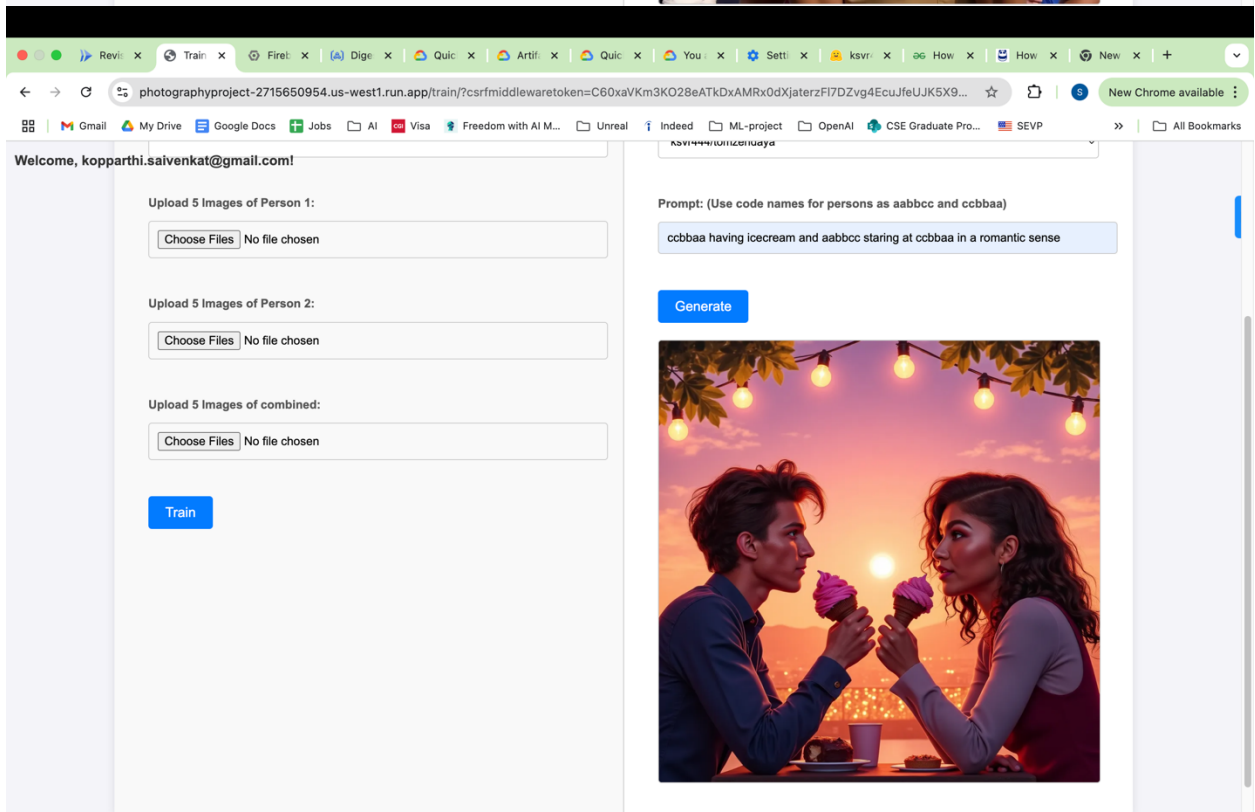 Revis
Train
Fireb
Dige
Quic
Artifa
Quic
You a
Setti
ksvr4
How
How
New
photographyproject-2715650954.us-west1.run.app/train/?csrfmiddlewaretoken=C60xaVKm3KO28eATkDxAMRx0dXjaterzFl7DZvg4EcuJfeUJK5X9...
S
New Chrome available
Gmail
My Drive
Google Docs
Jobs
AI
CGI Visa
Freedom with AI M...
Unreal
Indeed
ML-project
OpenAI
CSE Graduate Pro...
SEVP
»
All Bookmarks
Welcome, kopparthi.saivenkat@gmail.com!
ksvr444/tomzendaya
Upload 5 Images of Person 1:
Choose Files No file chosen
Upload 5 Images of Person 2:
Choose Files No file chosen
Upload 5 Images of combined:
Choose Files No file chosen
Train
Prompt: (Use code names for persons as aabbcc and ccbbaa)
ccbbaa having icecream and aabbcc staring at ccbbaa in a romantic sense
Generate